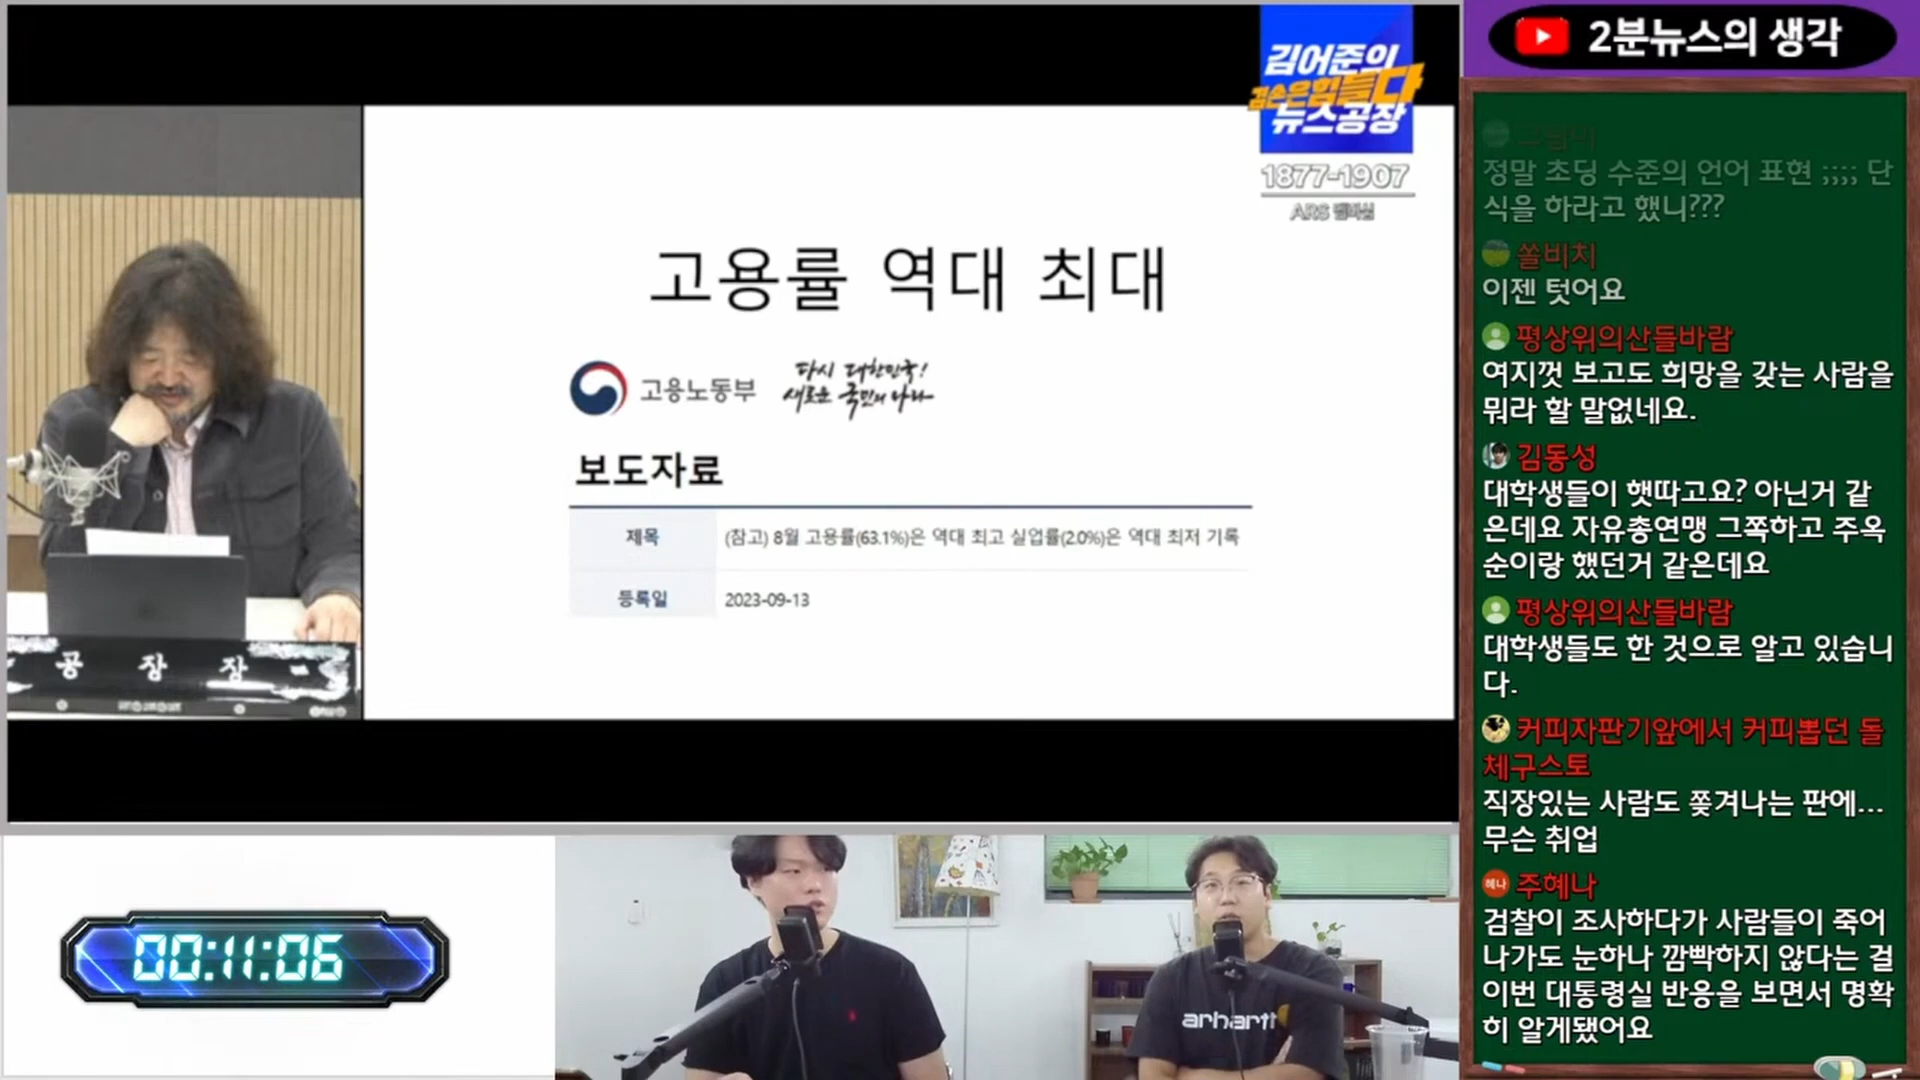 김어준의
겸손은힘들다
뉴스공장
1877-1907
ARS 멤버십
고용률 역대 최대
고용노동부
다시 대한민국!
새로운 국민의 나라
보도자료
제목
(참고) 8월 고용률(63.1%)은 역대 최고 실업률(2.0%)은 역대 최저 기록
등록일
2023-09-13
공 장 장
00:11:06
arhartt
2분뉴스의 생각
정말 초딩 수준의 언어 표현 ;;;; 단
식을 하라고 했니???
쏠비치
이젠 텃어요
평상위의산들바람
여지껏 보고도 희망을 갖는 사람을
뭐라 할 말없네요.
김동성
대학생들이 햇따고요? 아닌거 같
은데요 자유총연맹 그쪽하고 주옥
순이랑 했던거 같은데요
평상위의산들바람
대학생들도 한 것으로 알고 있습니
다.
커피자판기앞에서 커피뽑던 돌
체구스토
직장있는 사람도 쫒겨나는 판에...
무슨 취업
혜나
주혜나
검찰이 조사하다가 사람들이 죽어
나가도 눈하나 깜빡하지 않다는 걸
이번 대통령실 반응을 보면서 명확
히 알게됐어요